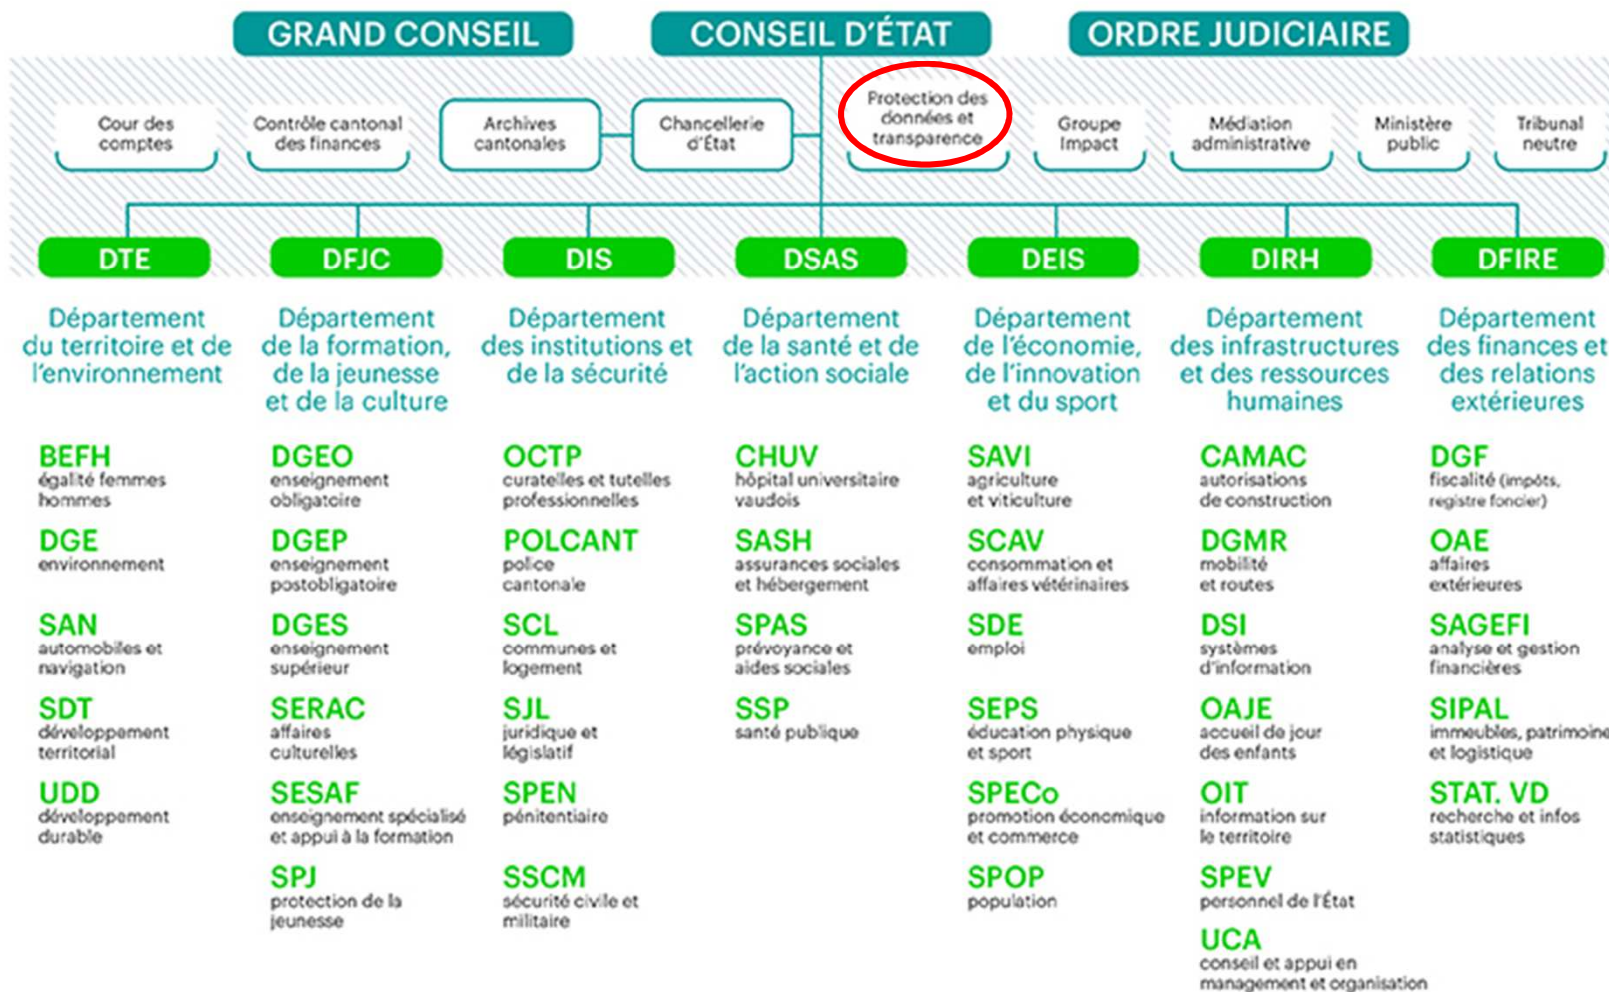 GRAND CONSEIL
CONSEIL D'ÉTAT
ORDRE JUDICIAIRE
Cour des
comptes
Contrôle cantonal
des finances
Archives
cantonales
Chancellerie
d'État
Protection des
données et
transparence
Groupe
Impact
Médiation
administrative
Ministère
public
Tribunal
neutre
DTE
Département
du territoire et de
l'environnement
BEFH
égalité femmes
hommes
DGE
environnement
SAN
automobiles et
navigation
SDT
développement
territorial
UDD
développement
durable
DFJC
Département
de la formation,
de la jeunesse
et de la culture
DGEO
enseignement
obligatoire
DGEP
enseignement
postobligatoire
DGES
enseignement
supérieur
SERAC
affaires
culturelles
SESAF
enseignement spécialisé
et appui à la formation
SPJ
protection de la
jeunesse
DIS
Département
des institutions et
de la sécurité
OCTP
curatelles et tutelles
professionnelles
POLCANT
police
cantonale
SCL
communes et
logement
SJL
juridique et
législatif
SPEN
pénitentiaire
SSCM
sécurité civile et
militaire
DSAS
Département
de la santé et de
l'action sociale
CHUV
hôpital universitaire
vaudois
SASH
assurances sociales
et hébergement
SPAS
prévoyance et
aides sociales
SSP
santé publique
DEIS
Département
de l'économie,
de l'innovation
et du sport
SAVI
agriculture
et viticulture
SCAV
consommation et
affaires vétérinaires
SDE
emploi
SEPS
éducation physique
et sport
SPECo
promotion économique
et commerce
SPOP
population
DIRH
Département
des infrastructures
et des ressources
humaines
CAMAC
autorisations
de construction
DGMR
mobilité
et routes
DSI
systèmes
d'information
OAJE
accueil de jour
des enfants
OIT
information sur
le territoire
SPEV
personnel de l'État
UCA
conseil et appui en
management et organisation
DFIRE
Département
des finances et
des relations
extérieures
DGF
fiscalité (impôts,
registre foncier)
OAE
affaires
extérieures
SAGEFI
analyse et gestion
financières
SIPAL
immeubles, patrimoine
et logistique
STAT. VD
recherche et infos
statistiques